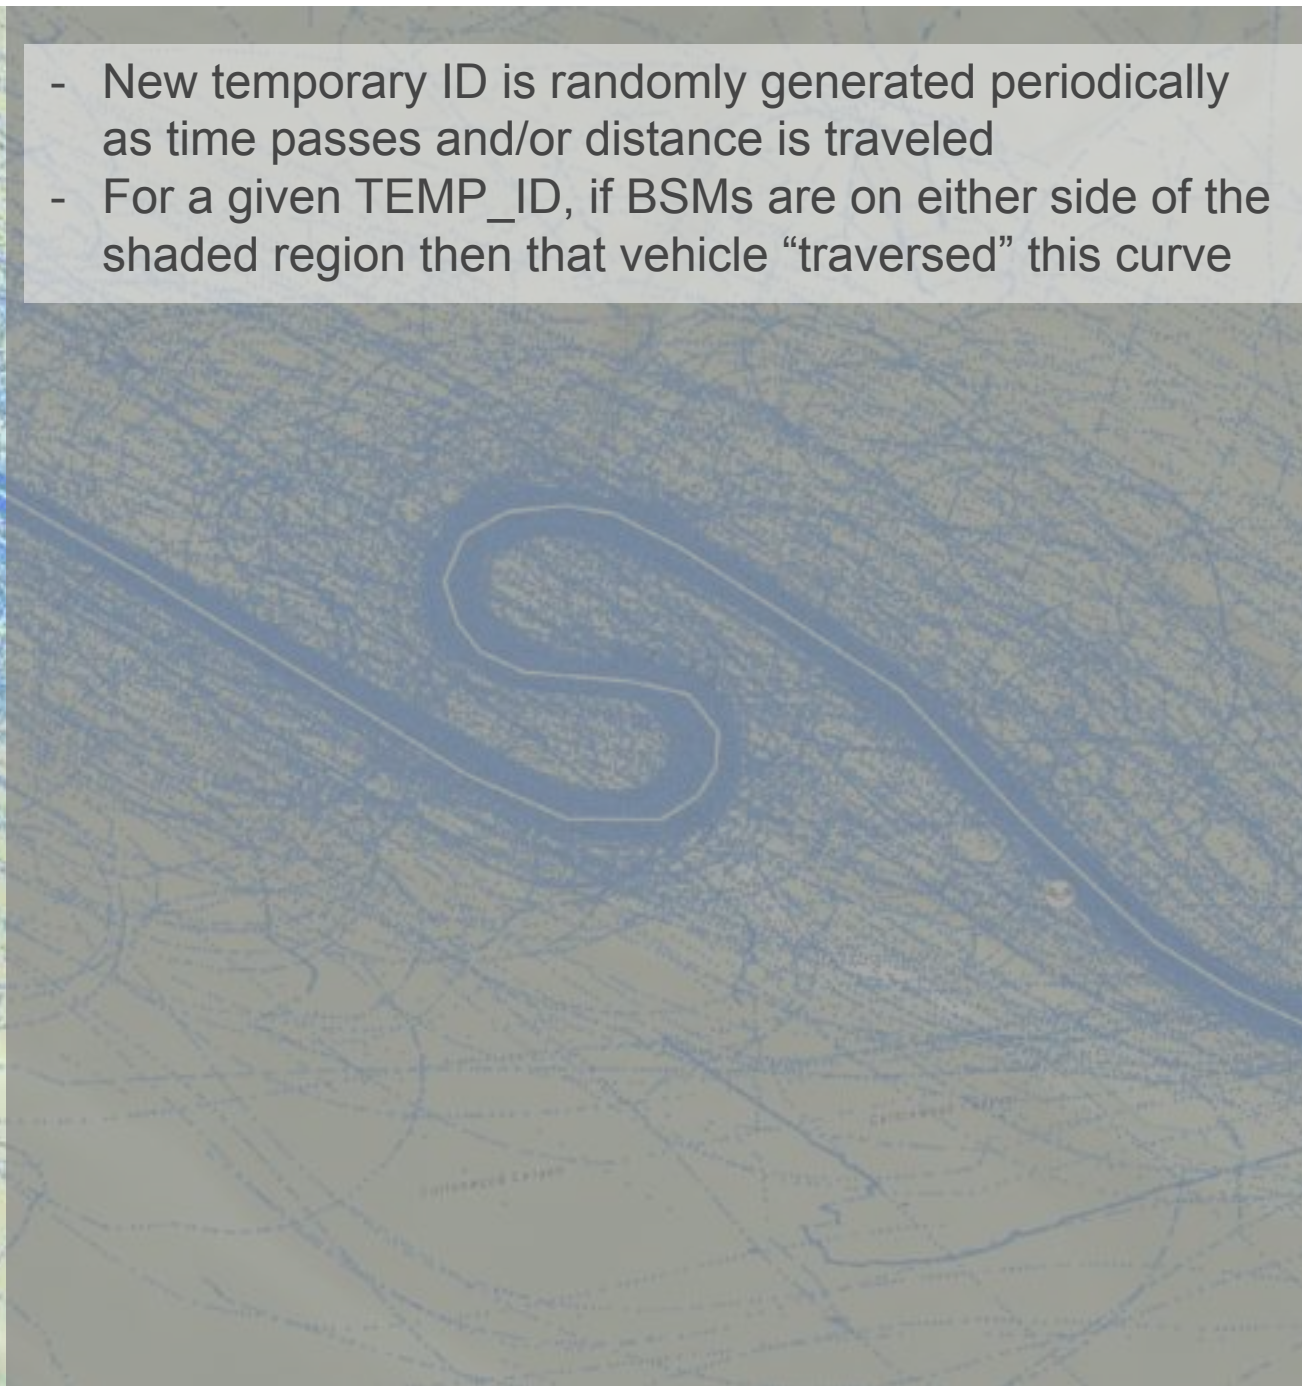 - New temporary ID is randomly generated periodically
as time passes and/or distance is traveled
- For a given TEMP_ID, if BSMs are on either side of the
shaded region then that vehicle “traversed” this curve